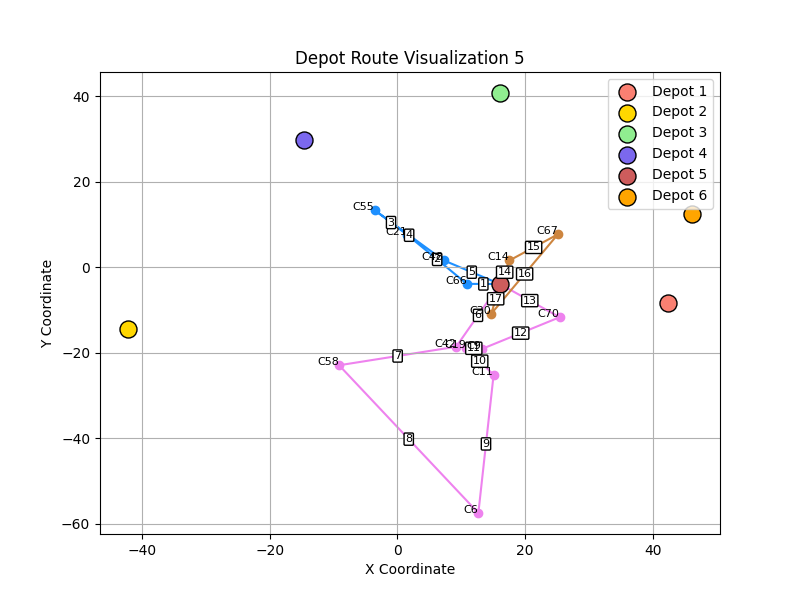 Depot Route Visualization 5
Depot 1
Depot 2
Depot 3
Depot 4
Depot 5
Depot 6
Y Coordinate
40
20
0
−20
−40
−60
C55
3
4
C67
15
C14
2
5
14
16
C66
1
17
13
6
C70
12
C42
C58
7
10
C11
8
9
C6
−40
−20
0
20
40
X Coordinate